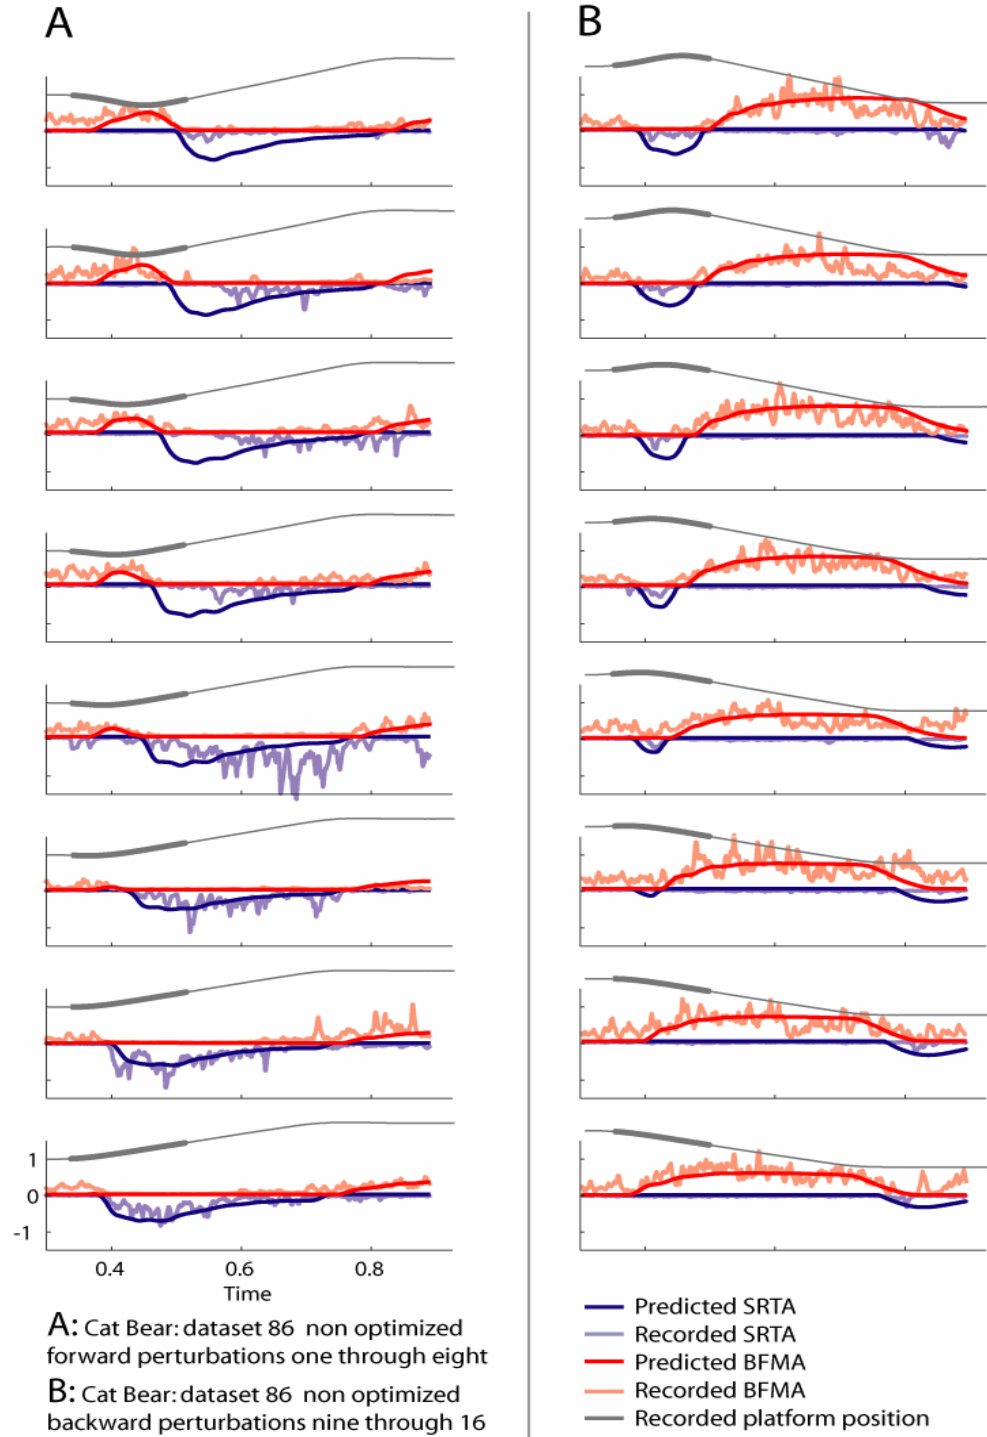 A
B
1
0
-1
0.4 0.6 0.8
Time
A: Cat Bear: dataset 86 non optimized
forward perturbations one through eight
B: Cat Bear: dataset 86 non optimized
backward perturbations nine through 16
Predicted SRTA
Recorded SRTA
Predicted BFMA
Recorded BFMA
Recorded platform position